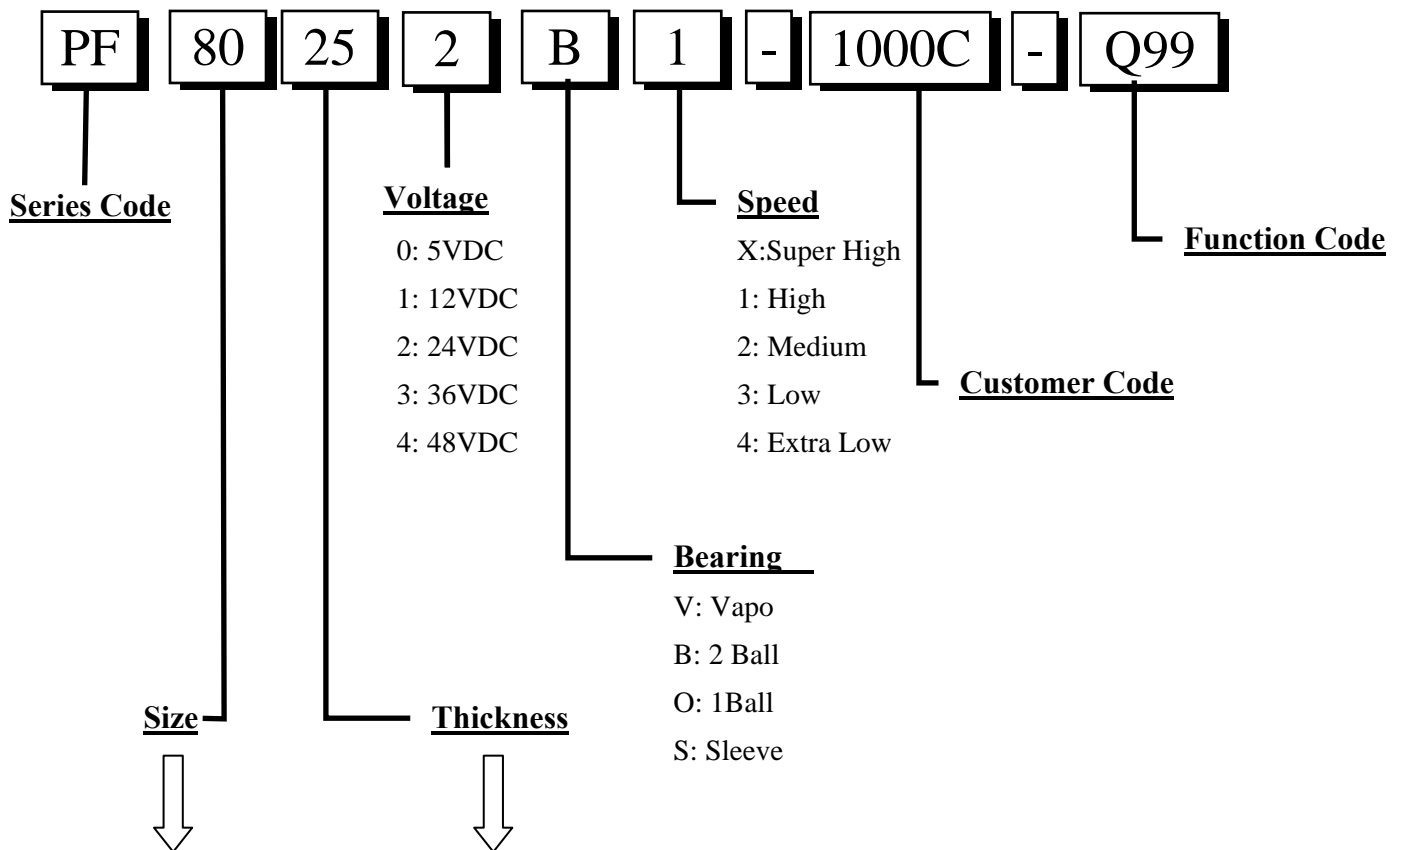 PF 80 25 2 B 1 - 1000C - Q99
Series Code
Voltage
0: 5VDC
1: 12VDC
2: 24VDC
3: 36VDC
4: 48VDC
Speed
X:Super High
1: High
2: Medium
3: Low
4: Extra Low
Function Code
Customer Code
Bearing
V: Vapo
B: 2 Ball
O: 1Ball
S: Sleeve
Size
Thickness